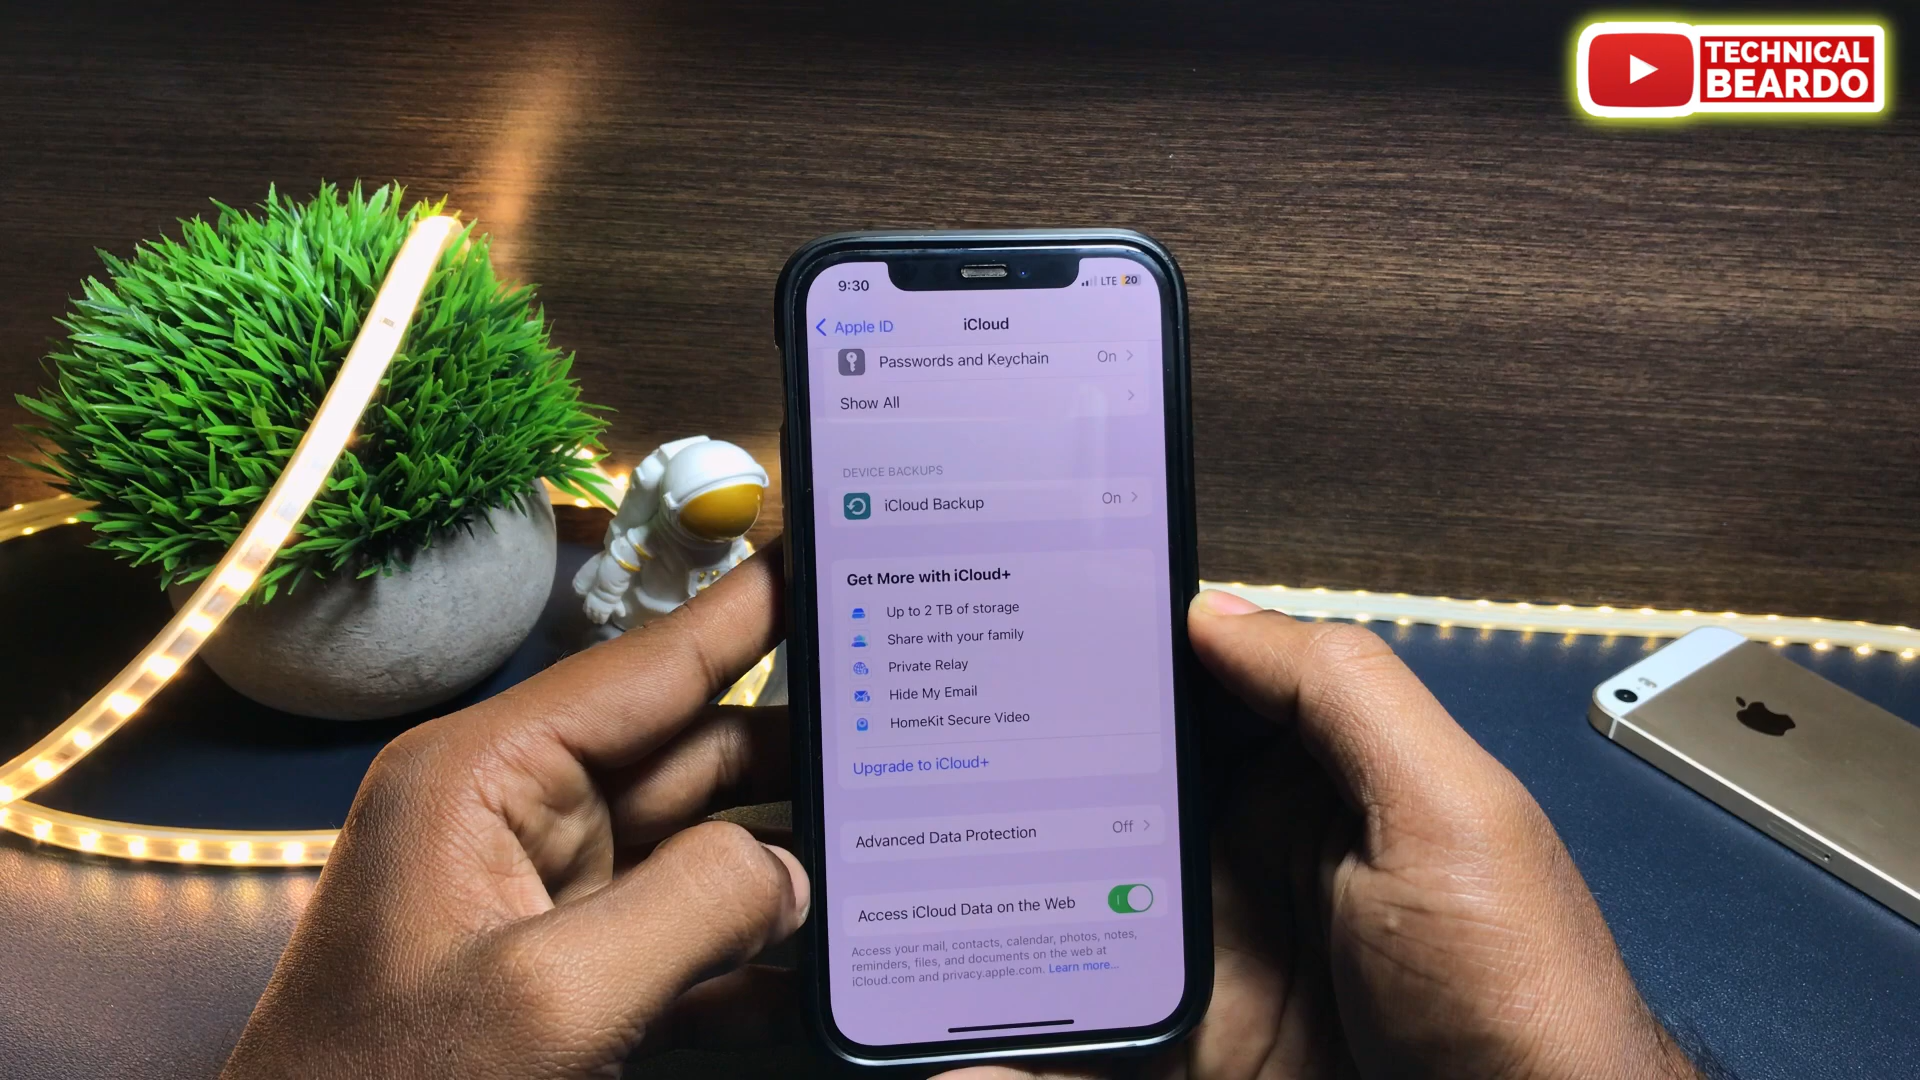 TECHNICAL
BEARDO
9:30
LTE 20
Apple ID
iCloud
Passwords and Keychain On
Show All
DEVICE BACKUPS
iCloud Backup On
Get More with iCloud+
Up to 2 TB of storage
Share with your family
Private Relay
Hide My Email
HomeKit Secure Video
Upgrade to iCloud+
Advanced Data Protection Off
Access iCloud Data on the Web
Access your mail, contacts, calendar, photos, notes,
reminders, files, and documents on the web at
iCloud.com and privacy.apple.com. Learn more...